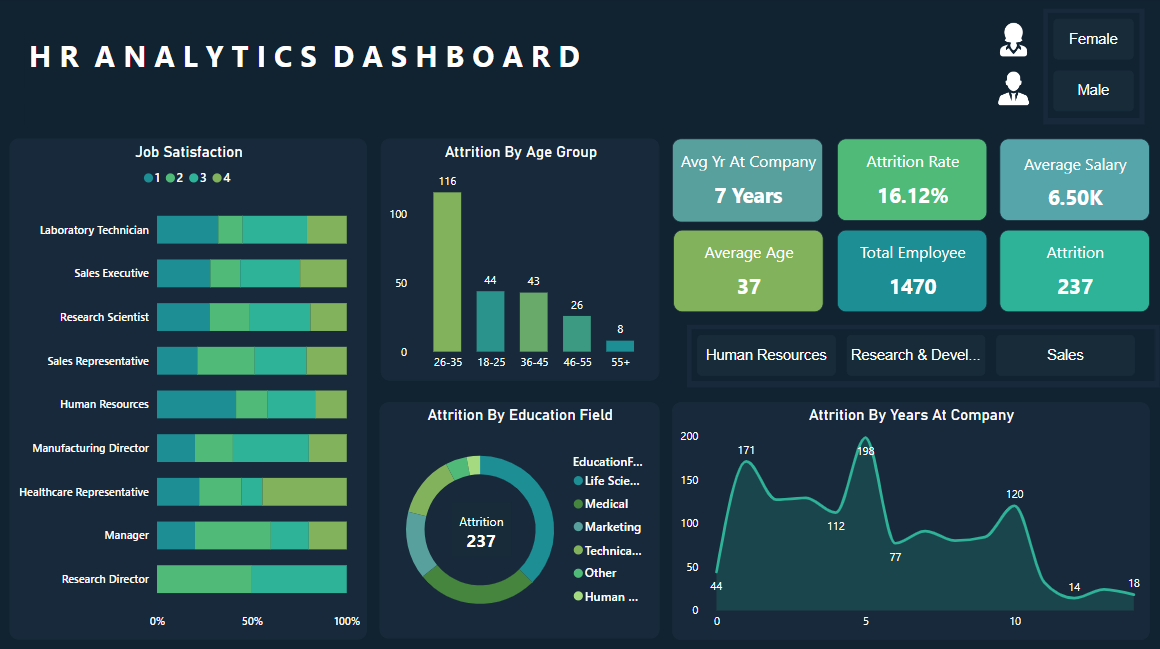 HR ANALYTICS DASHBOARD
Female
Male
Job Satisfaction
1 2 3 4
Laboratory Technician
Sales Executive
Research Scientist
Sales Representative
Human Resources
Manufacturing Director
Healthcare Representative
Manager
Research Director
0% 50% 100%
Attrition By Age Group
116
100
44
43
50
26
8
0
26-35 18-25 36-45 46-55 55+
Avg Yr At Company
7 Years
Attrition Rate
16.12%
Average Salary
6.50K
Average Age
37
Total Employee
1470
Attrition
237
Human Resources
Research & Devel...
Sales
Attrition By Education Field
Attrition
237
EducationF...
Life Scie...
Medical
Marketing
Technica...
Other
Human ...
Attrition By Years At Company
200
171
198
150
120
100
112
77
50
44
14
18
0
0 5 10